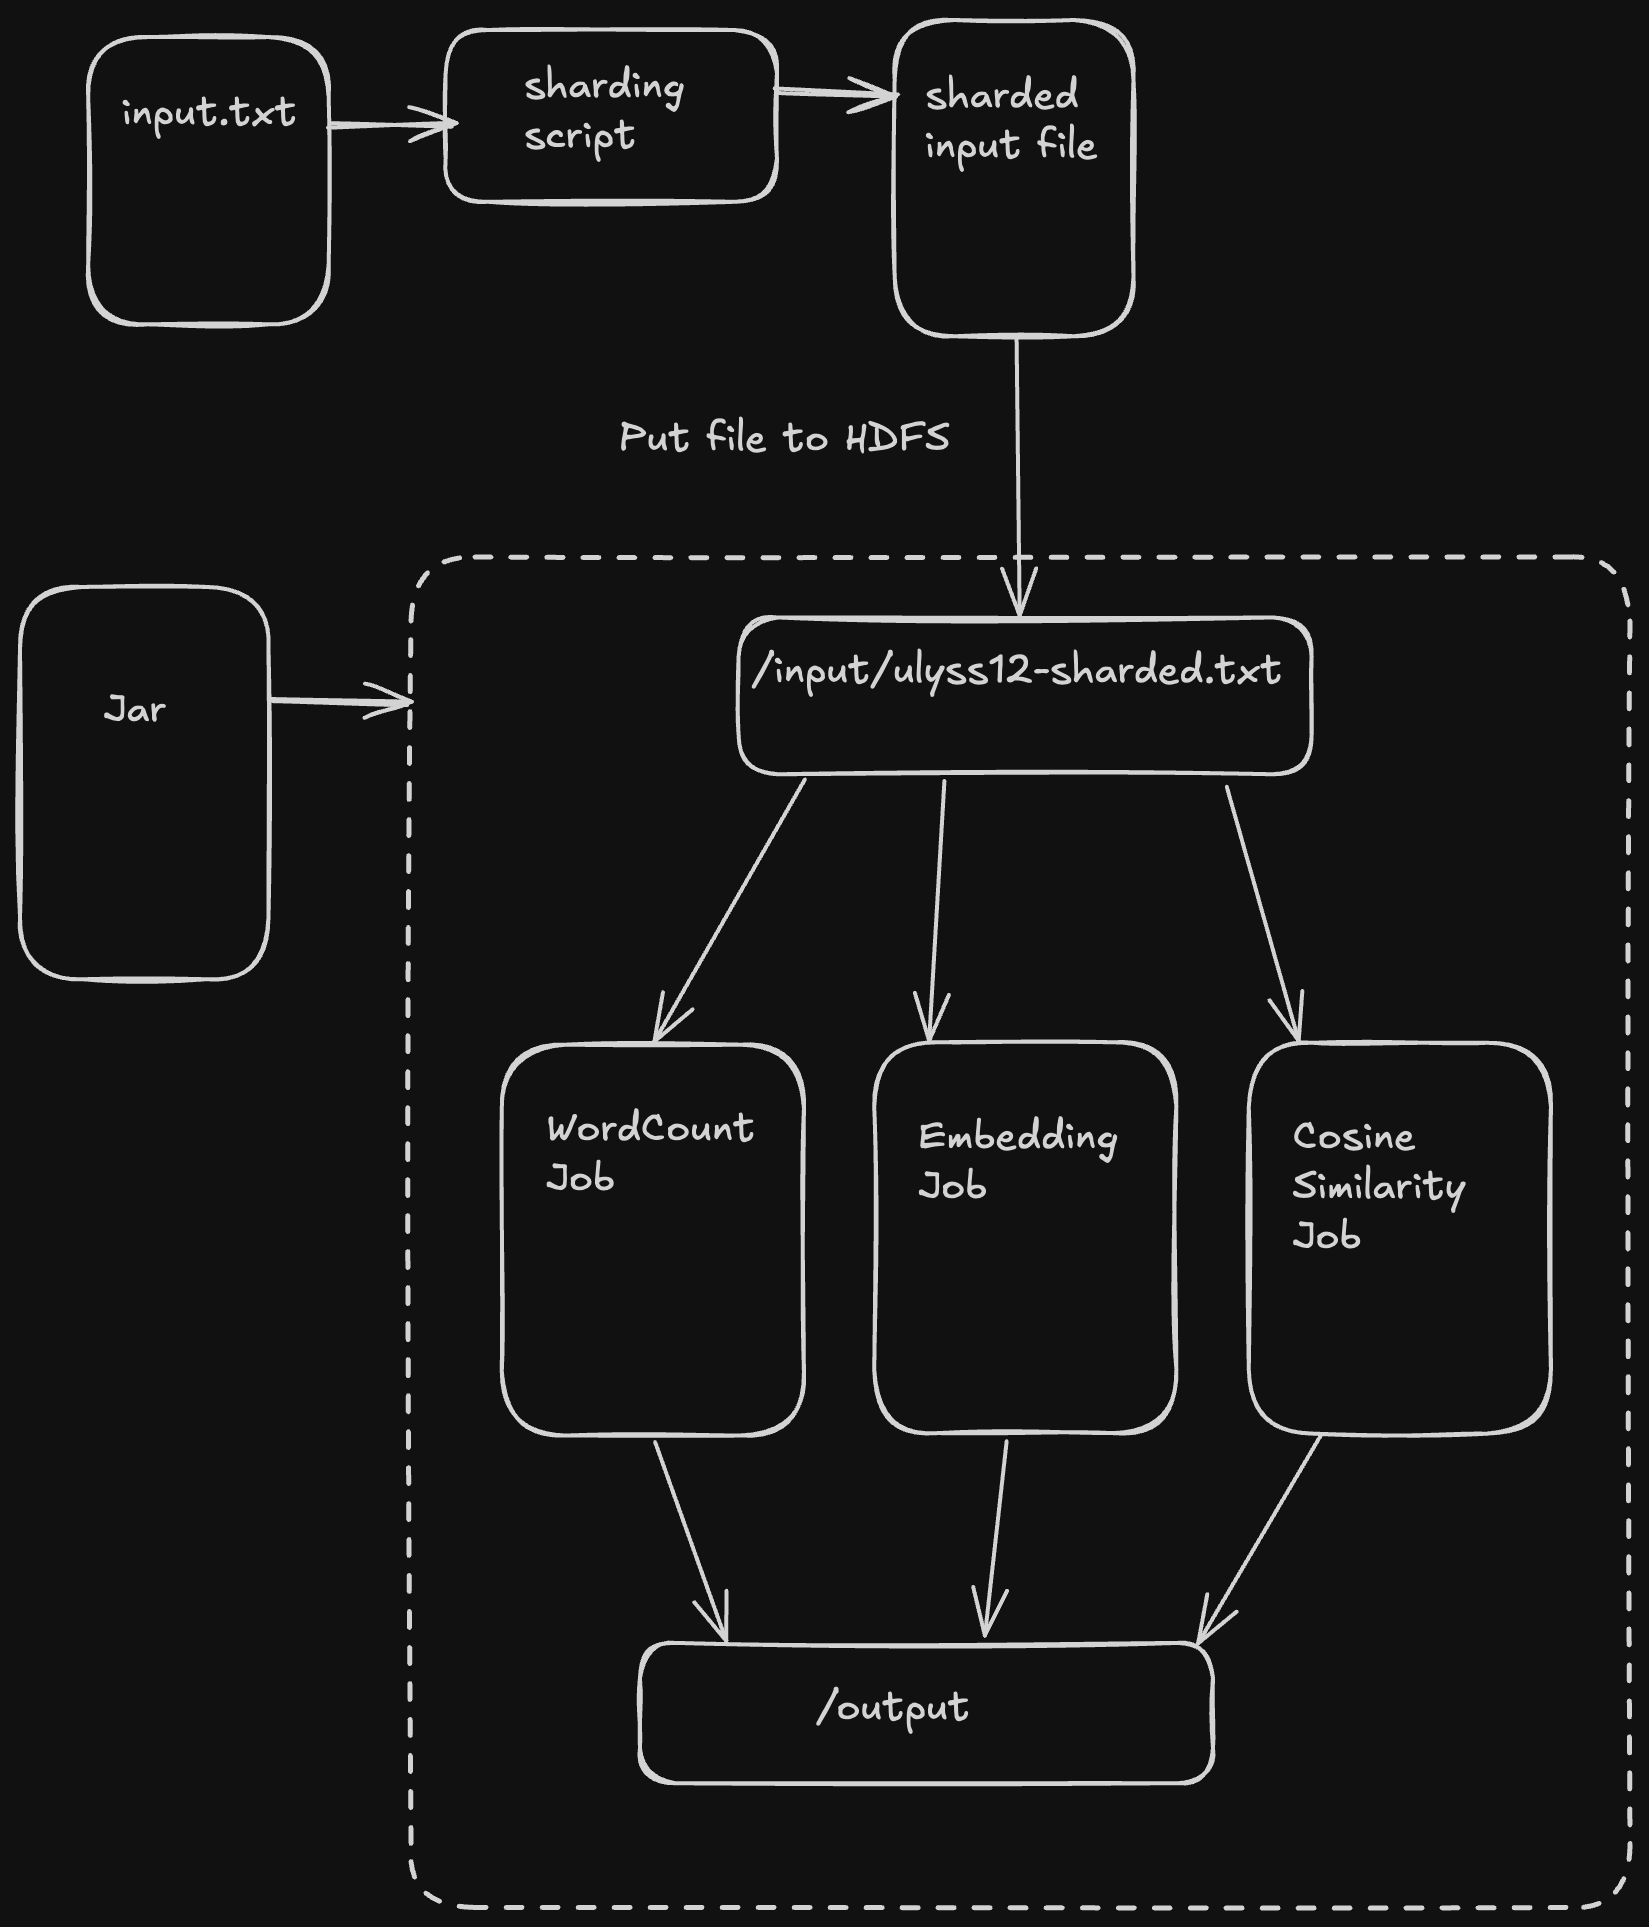 input.txt
sharding
script
sharded
input file
Put file to HDFS
Jar
/input/ulyss12-sharded.txt
WordCount
Job
Embedding
Job
Cosine
Similarity
Job
/output